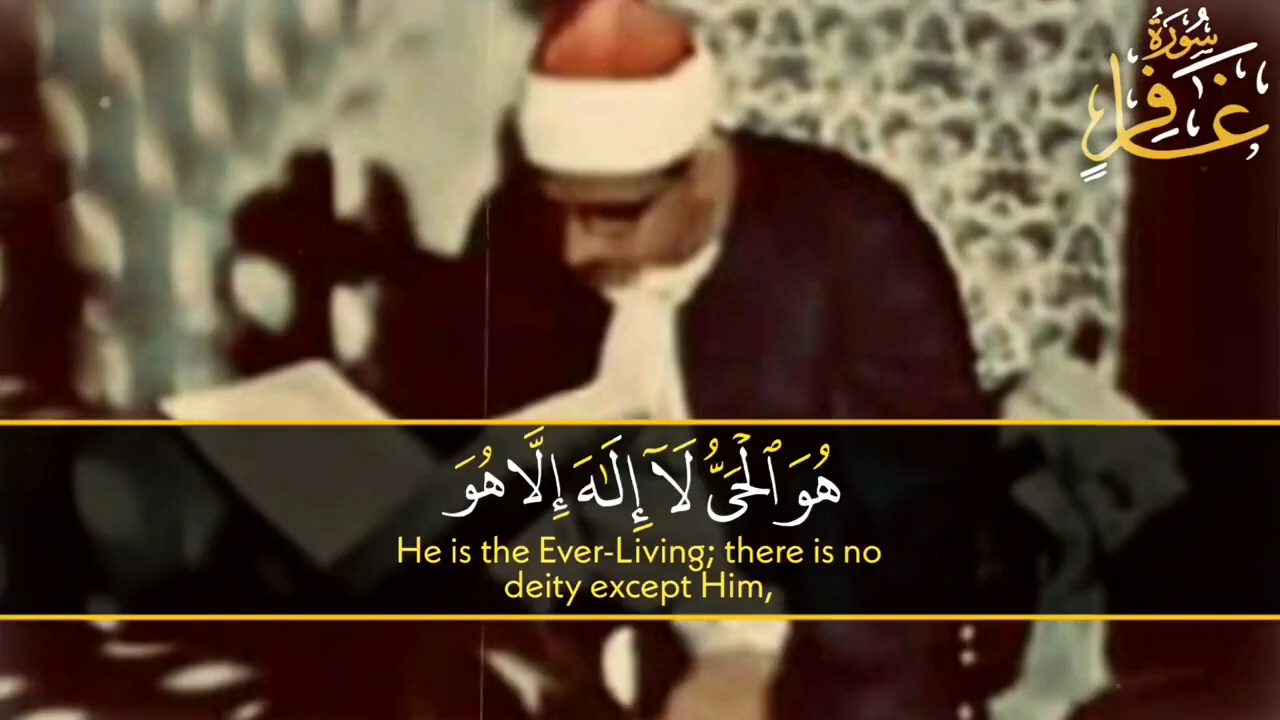 سُورَةُ
غَافِرٍ
هُوَ ٱلْحَىُّ لَآ إِلَـٰهَ إِلَّا هُوَ
He is the Ever-Living; there is no
deity except Him,